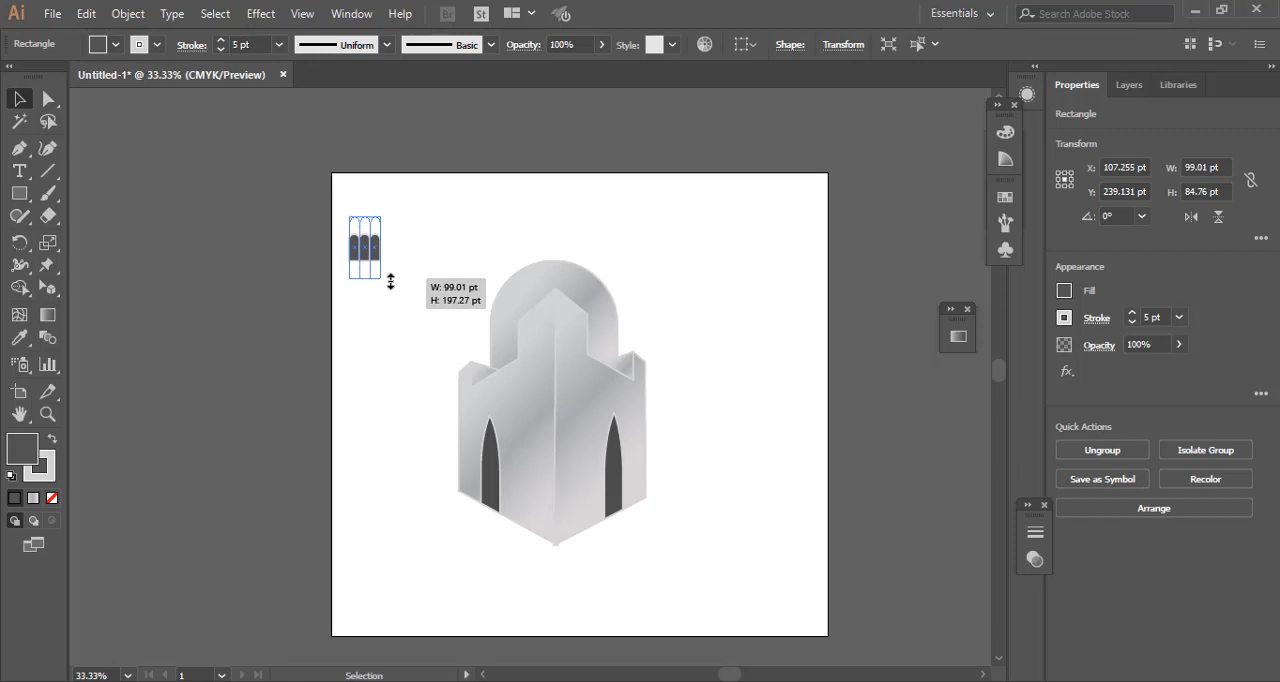 Ai File Edit Object Type Select Effect View Window Help Br St Essentials Search Adobe Stock
Rectangle Stroke: 5 pt Uniform Basic Opacity: 100% Style: Shape: Transform
Untitled-1* @ 33.33% (CMYK/Preview)
Properties Layers Libraries
Rectangle
Transform
X: 107.255 pt W: 99.01 pt
Y: 239.131 pt H: 84.76 pt
0°
Appearance
Fill
Stroke 5 pt
Opacity 100%
fx.
Quick Actions
Ungroup Isolate Group
Save as Symbol Recolor
Arrange
W: 99.01 pt
H: 197.27 pt
T
33.33% 1 Selection